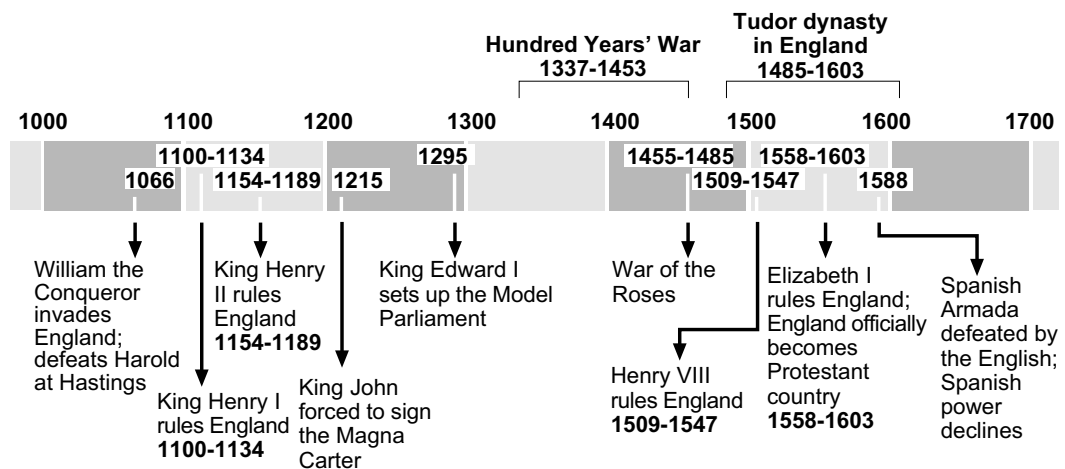 Hundred Years' War
1337-1453
Tudor dynasty
in England
1485-1603
1000 1100 1200 1300 1400 1500 1600 1700
1100-1134 1295 1455-1485 1558-1603
1066 1154-1189 1215 1509-1547 1588
William the
Conqueror
invades
England;
defeats Harold
at Hastings
King Henry I
rules England
1100-1134
King Henry
II rules
England
1154-1189
King John
forced to sign
the Magna
Carter
King Edward I
sets up the Model
Parliament
War of the
Roses
Henry VIII
rules England
1509-1547
Elizabeth I
rules England;
England officially
becomes
Protestant
country
1558-1603
Spanish
Armada
defeated by
the English;
Spanish
power
declines